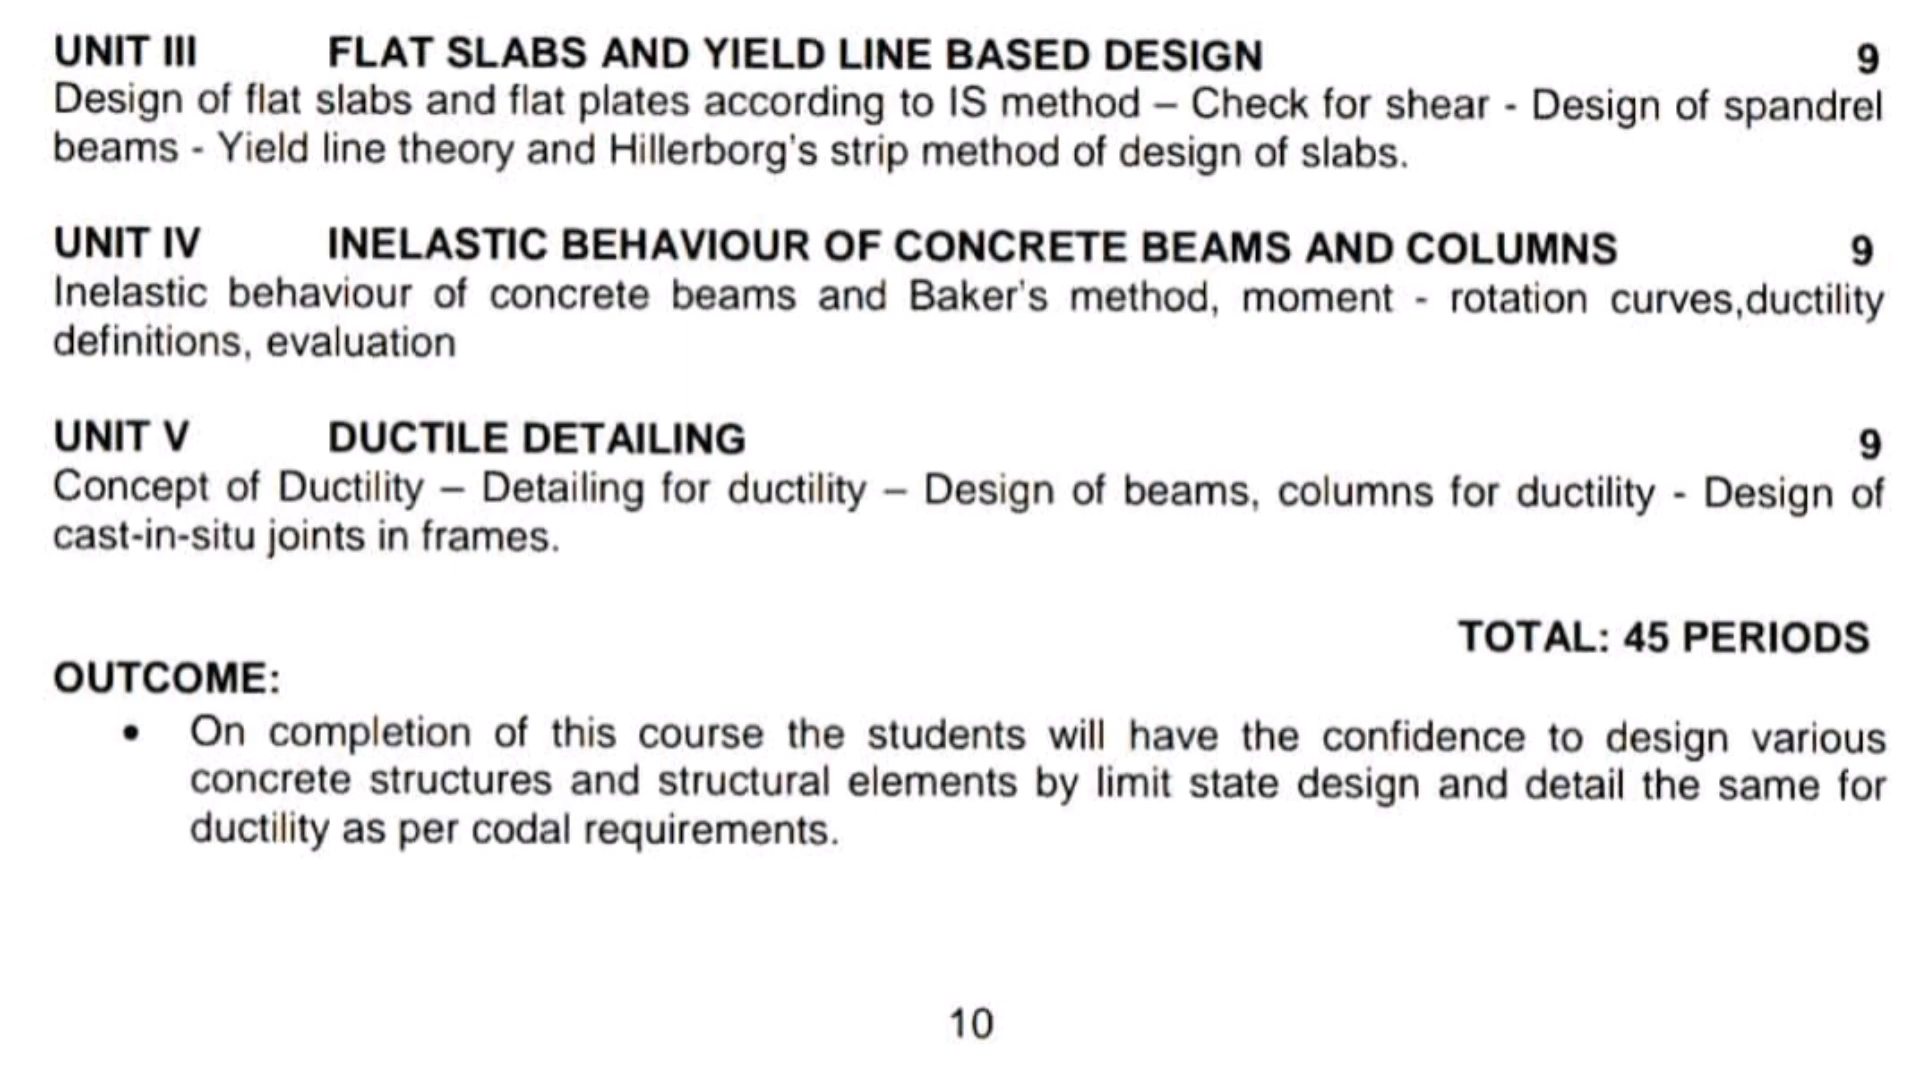 UNIT III FLAT SLABS AND YIELD LINE BASED DESIGN 9
Design of flat slabs and flat plates according to IS method – Check for shear - Design of spandrel
beams - Yield line theory and Hillerborg's strip method of design of slabs.
UNIT IV INELASTIC BEHAVIOUR OF CONCRETE BEAMS AND COLUMNS 9
Inelastic behaviour of concrete beams and Baker's method, moment - rotation curves,ductility
definitions, evaluation
UNIT V DUCTILE DETAILING 9
Concept of Ductility – Detailing for ductility – Design of beams, columns for ductility - Design of
cast-in-situ joints in frames.
TOTAL: 45 PERIODS
OUTCOME:
• On completion of this course the students will have the confidence to design various
concrete structures and structural elements by limit state design and detail the same for
ductility as per codal requirements.
10